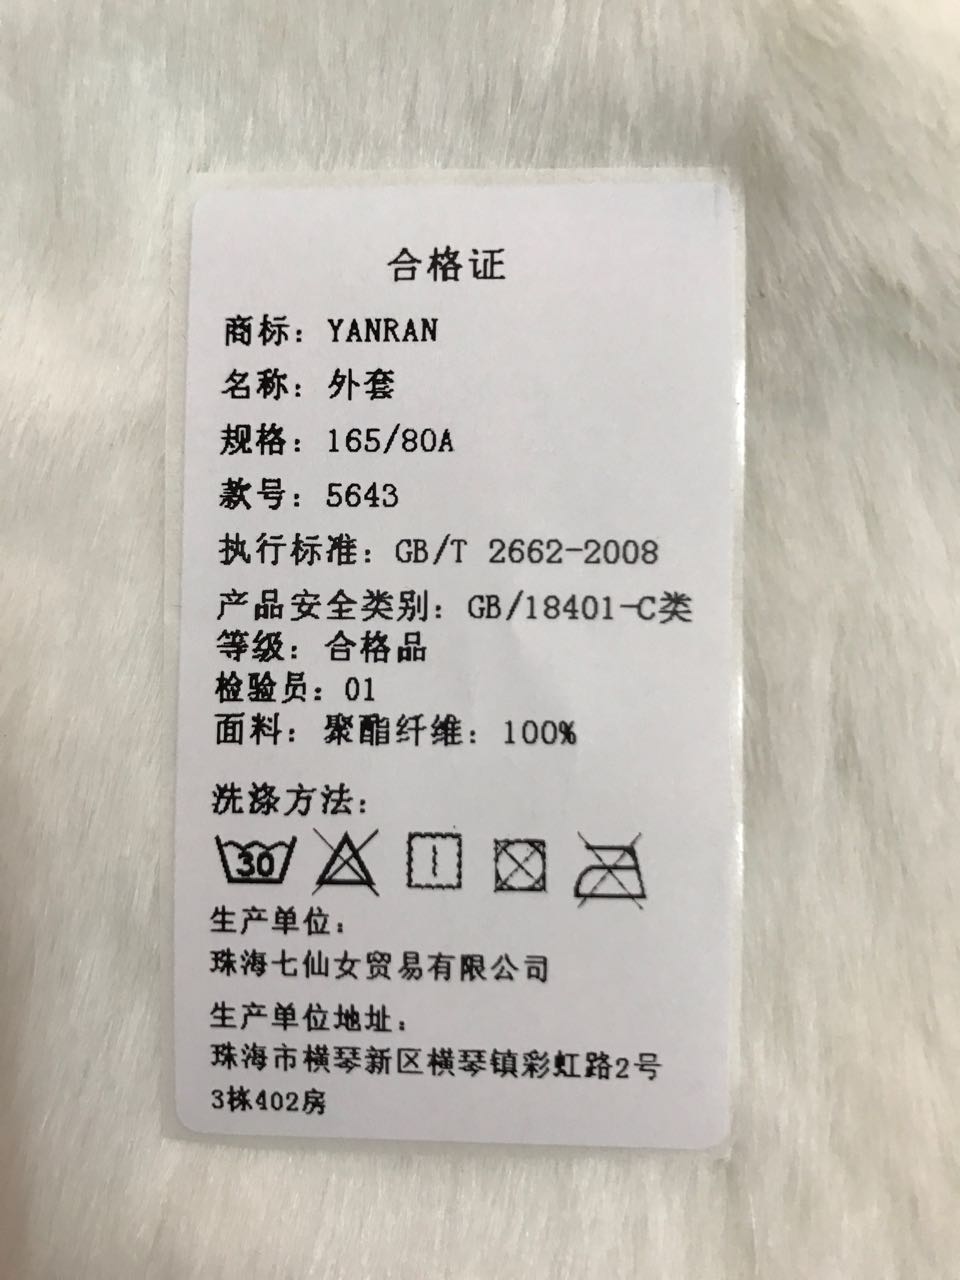 合格证
商标：YANRAN
名称：外套
规格：165/80A
款号：5643
执行标准：GB/T 2662-2008
产品安全类别：GB/18401-C类
等级：合格品
检验员：01
面料：聚酯纤维：100%
洗涤方法：
30
生产单位：
珠海七仙女贸易有限公司
生产单位地址：
珠海市横琴新区横琴镇彩虹路2号
3栋402房